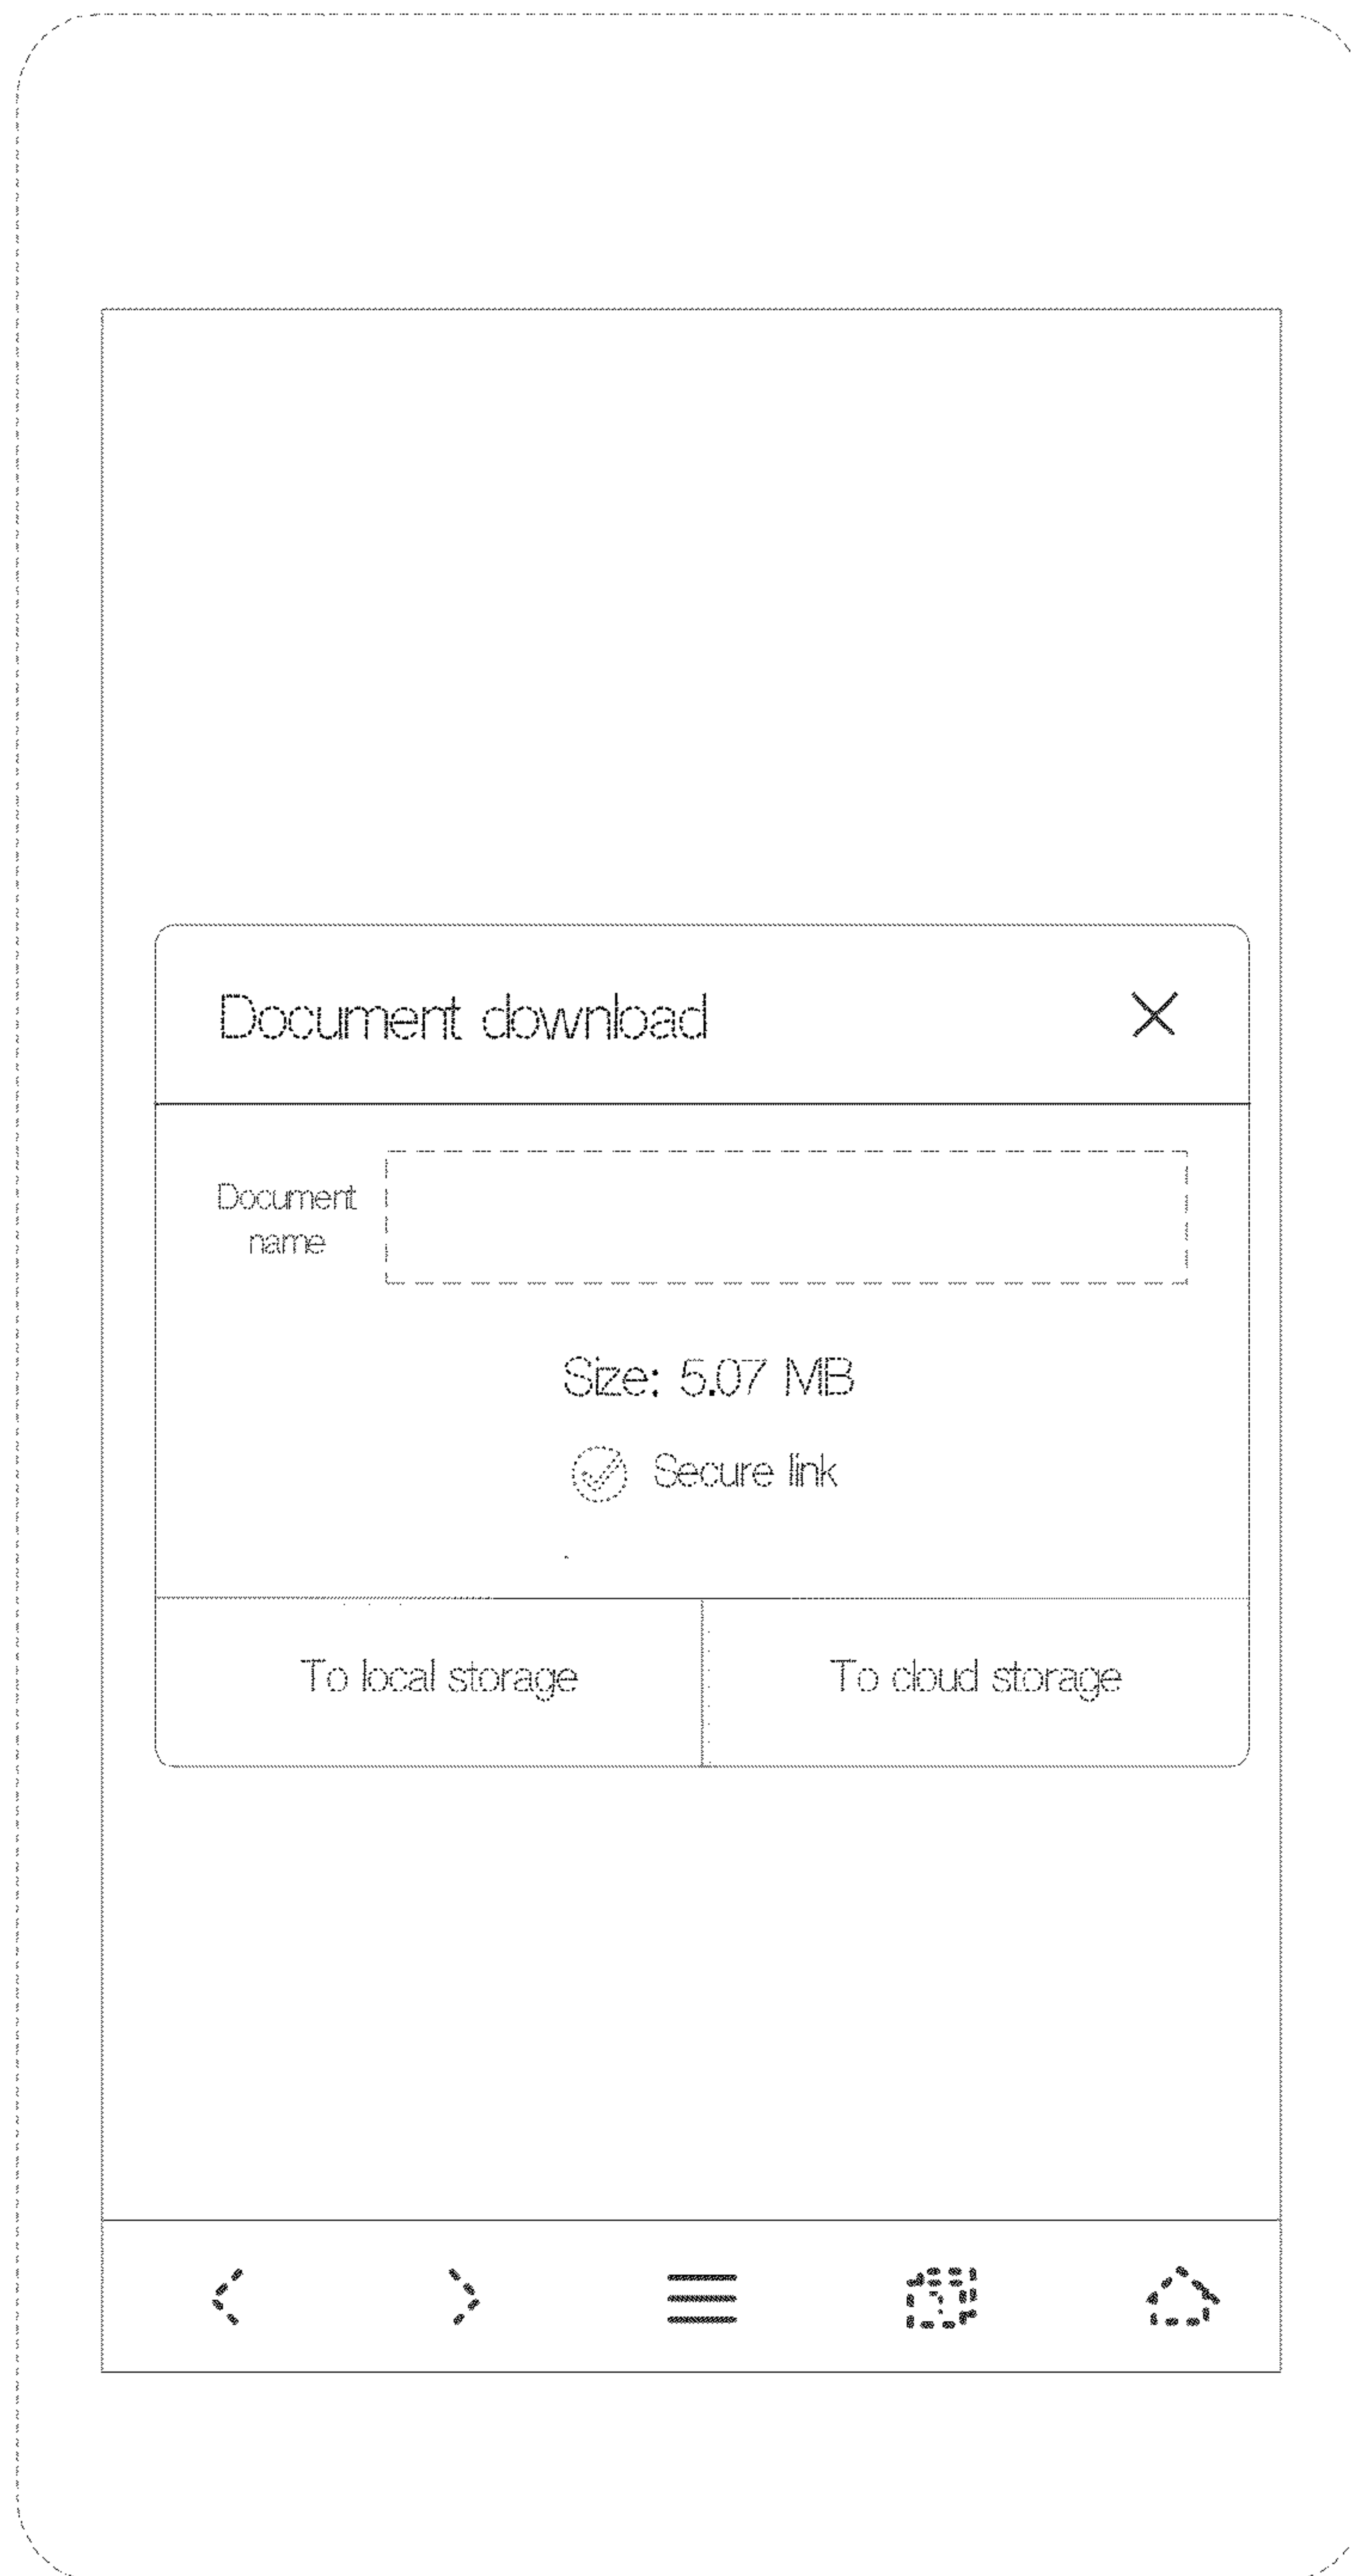 Document download
Document
name
Size: 5.07 MB
Secure link
To local storage
To cloud storage